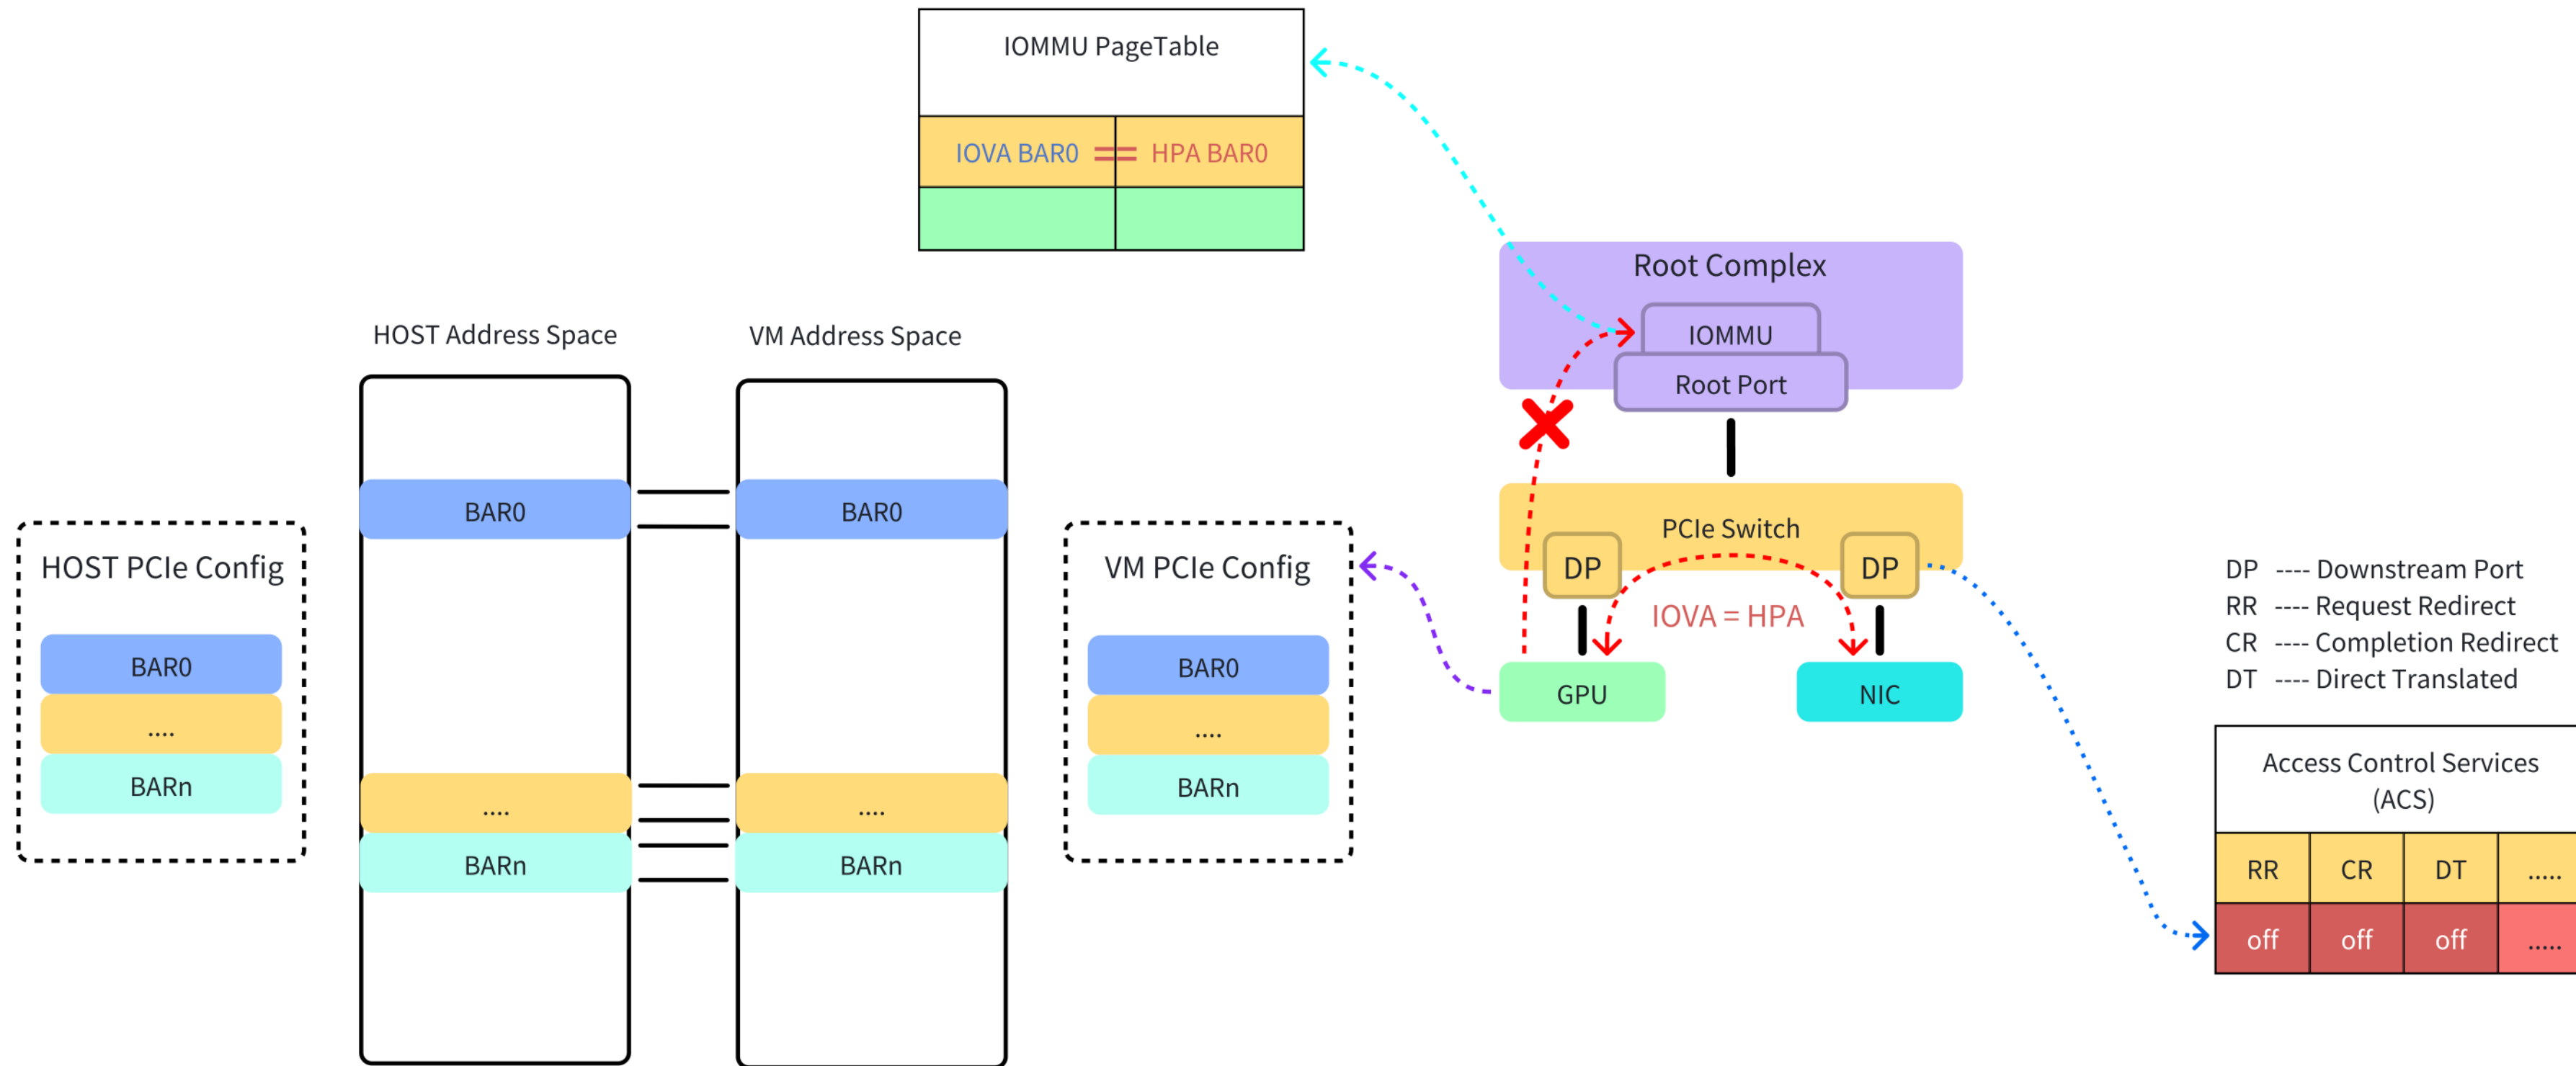 IOMMU PageTable
IOVA BAR0 = HPA BAR0
HOST Address Space
BAR0
....
BARn
VM Address Space
BAR0
....
BARn
HOST PCIe Config
BAR0
....
BARn
VM PCIe Config
BAR0
....
BARn
Root Complex
IOMMU
Root Port
PCIe Switch
DP
DP
IOVA = HPA
GPU
NIC
DP ---- Downstream Port
RR ---- Request Redirect
CR ---- Completion Redirect
DT ---- Direct Translated
Access Control Services
(ACS)
RR CR DT .....
off off off .....